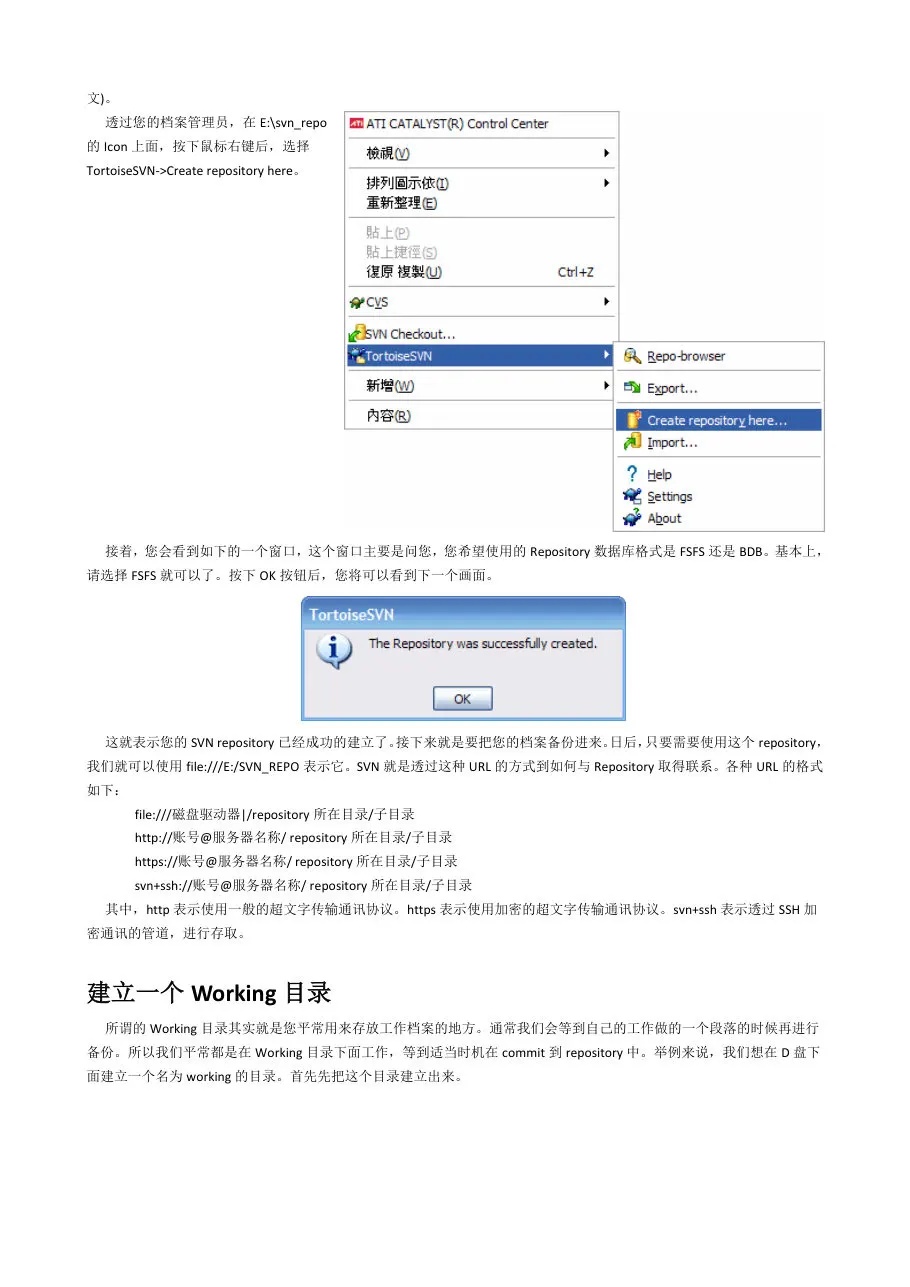 文)。
透过您的档案管理员，在 E:\svn_repo
的 Icon 上面，按下鼠标右键后，选择
TortoiseSVN->Create repository here。
ATI CATALYST(R) Control Center
檢視(V)
排列圖示依(I)
重新整理(E)
貼上(P)
貼上捷徑(S)
復原 複製(U) Ctrl+Z
CVS
SVN Checkout...
TortoiseSVN
新增(W)
內容(R)
Repo-browser
Export...
Create repository here...
Import...
Help
Settings
About
接着，您会看到如下的一个窗口，这个窗口主要是问您，您希望使用的 Repository 数据库格式是 FSFS 还是 BDB。基本上，
请选择 FSFS 就可以了。按下 OK 按钮后，您将可以看到下一个画面。
TortoiseSVN
The Repository was successfully created.
OK
这就表示您的 SVN repository 已经成功的建立了。接下来就是要把您的档案备份进来。日后，只要需要使用这个 repository，
我们就可以使用 file:///E:/SVN_REPO 表示它。SVN 就是透过这种 URL 的方式到如何与 Repository 取得联系。各种 URL 的格式
如下：
file:///磁盘驱动器|/repository 所在目录/子目录
http://账号@服务器名称/ repository 所在目录/子目录
https://账号@服务器名称/ repository 所在目录/子目录
svn+ssh://账号@服务器名称/ repository 所在目录/子目录
其中，http 表示使用一般的超文字传输通讯协议。https 表示使用加密的超文字传输通讯协议。svn+ssh 表示透过 SSH 加
密通讯的管道，进行存取。
建立一个 Working 目录
所谓的 Working 目录其实就是您平常用来存放工作档案的地方。通常我们会等到自己的工作做的一个段落的时候再进行
备份。所以我们平常都是在 Working 目录下面工作，等到适当时机在 commit 到 repository 中。举例来说，我们想在 D 盘下
面建立一个名为 working 的目录。首先先把这个目录建立出来。